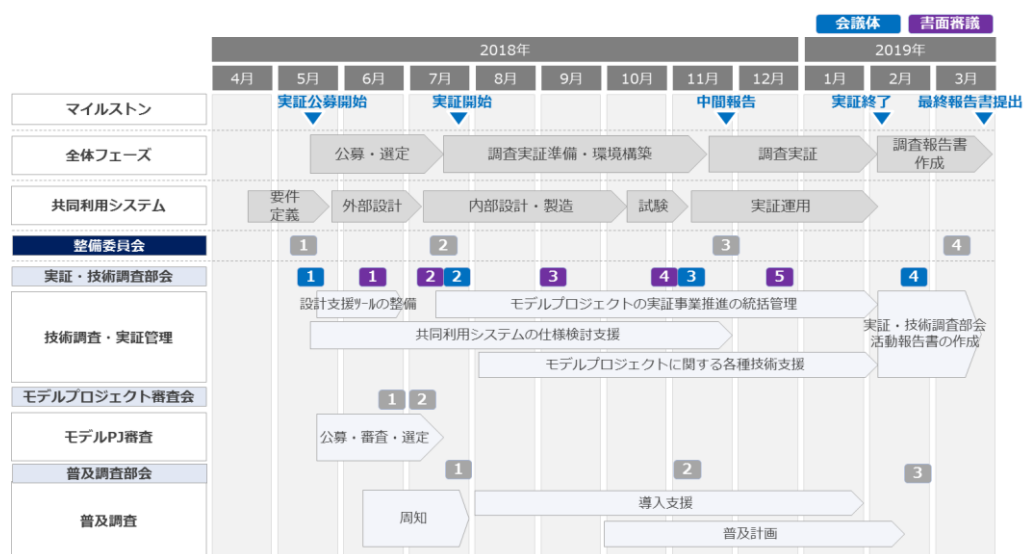 会議体 書面審議
2018年 2019年
4月 5月 6月 7月 8月 9月 10月 11月 12月 1月 2月 3月
マイルストン
実証公募開始 実証開始 中間報告 実証終了 最終報告書提出
全体フェーズ
公募・選定 調査実証準備・環境構築 調査実証
調査報告書
作成
共同利用システム
要件
定義
外部設計 内部設計・製造 試験 実証運用
整備委員会 1 2 3 4
実証・技術調査部会 1 1 2 2 3 4 3 5 4
技術調査・実証管理
設計支援ﾂｰﾙの整備 モデルプロジェクトの実証事業推進の統括管理
共同利用システムの仕様検討支援
モデルプロジェクトに関する各種技術支援
実証・技術調査部会
活動報告書の作成
モデルプロジェクト審査会 1 2
モデルPJ審査 公募・審査・選定
普及調査部会 1 2 3
普及調査 周知 導入支援
普及計画